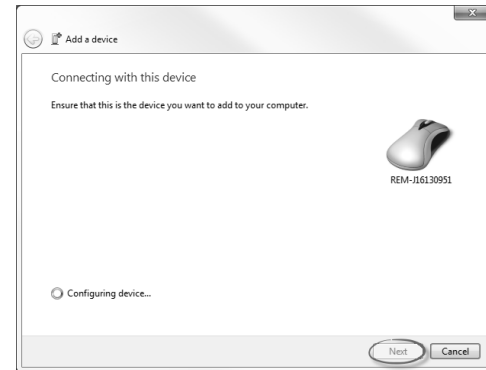 Add a device
Connecting with this device
Ensure that this is the device you want to add to your computer.
REM-J16130951
Configuring device...
Next
Cancel